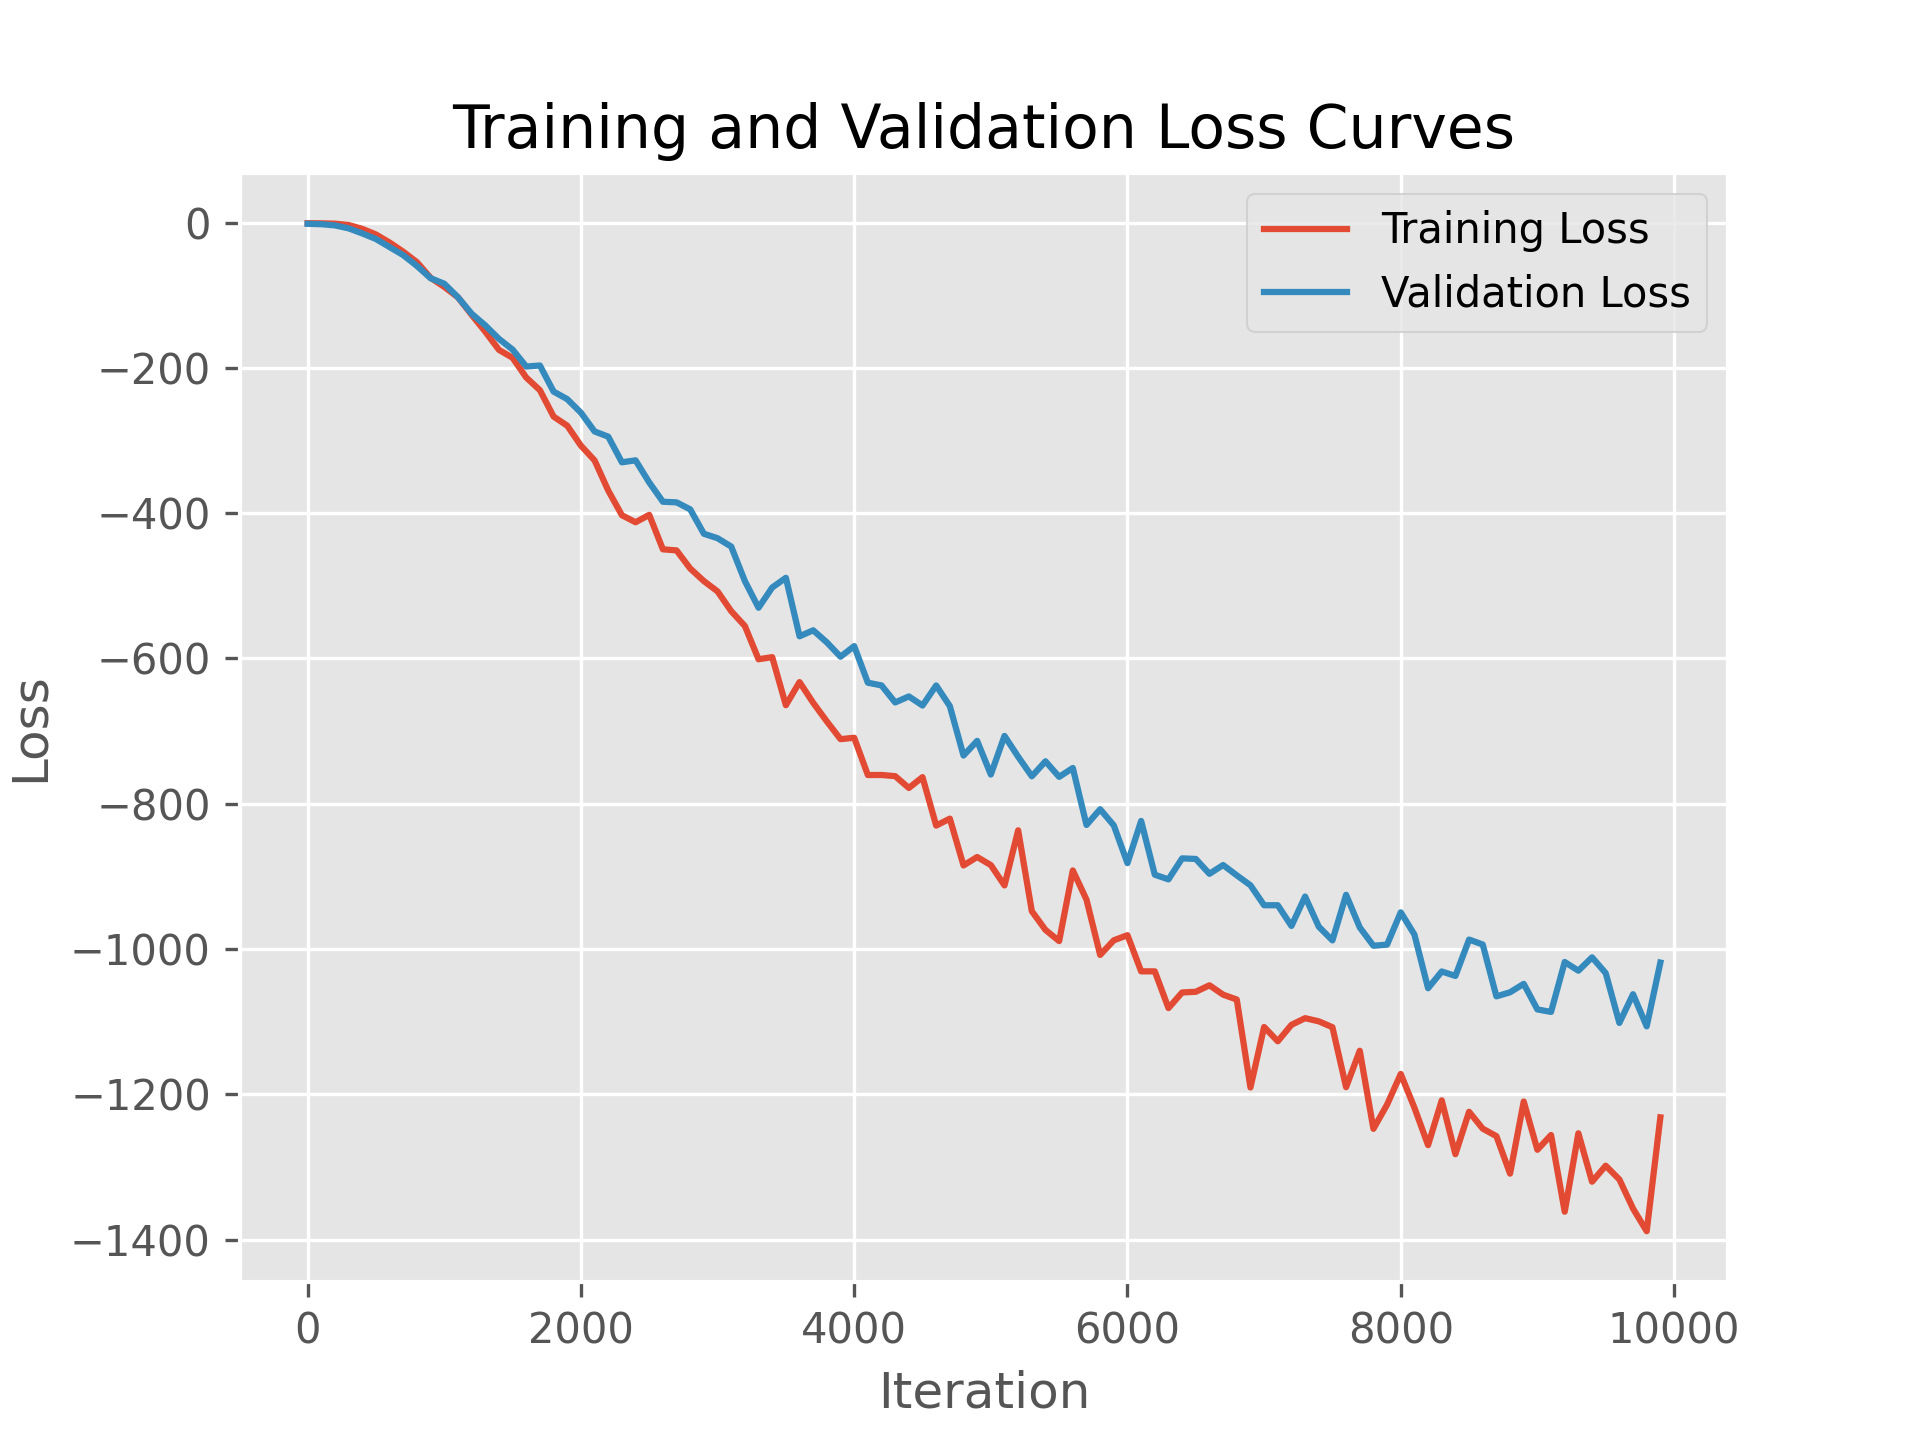 Training and Validation Loss Curves
Training Loss
Validation Loss
0
−200
−400
−600
−800
−1000
−1200
−1400
Loss
0 2000 4000 6000 8000 10000
Iteration